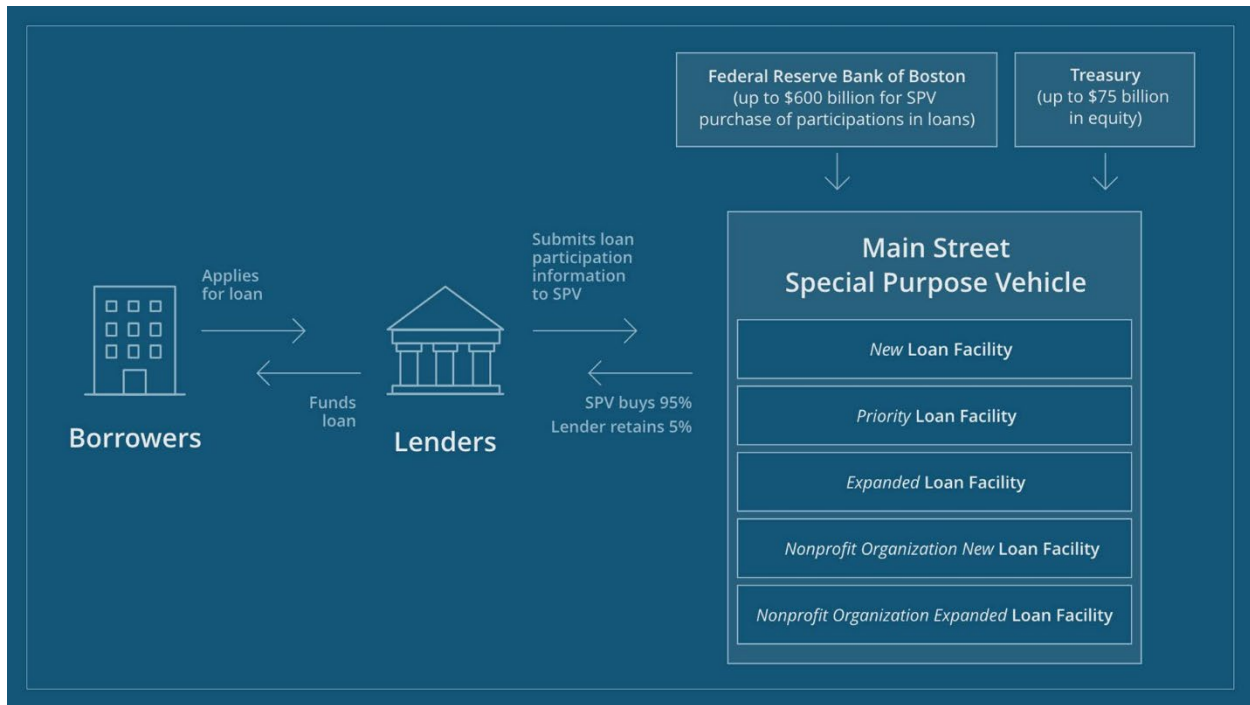 Federal Reserve Bank of Boston
(up to $600 billion for SPV
purchase of participations in loans)
Treasury
(up to $75 billion
in equity)
Applies
for loan
Funds
loan
Borrowers
Submits loan
participation
information
to SPV
SPV buys 95%
Lender retains 5%
Lenders
Main Street
Special Purpose Vehicle
New Loan Facility
Priority Loan Facility
Expanded Loan Facility
Nonprofit Organization New Loan Facility
Nonprofit Organization Expanded Loan Facility